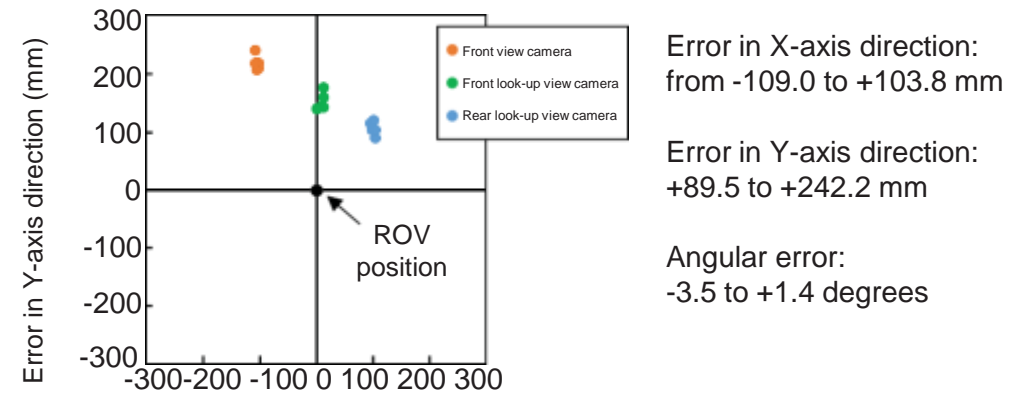 Error in Y-axis direction (mm)
300
200
100
0
-100
-200
-300
-300-200 -100 0 100 200 300
Front view camera
Front look-up view camera
Rear look-up view camera
ROV
position
Error in X-axis direction:
from -109.0 to +103.8 mm
Error in Y-axis direction:
+89.5 to +242.2 mm
Angular error:
-3.5 to +1.4 degrees